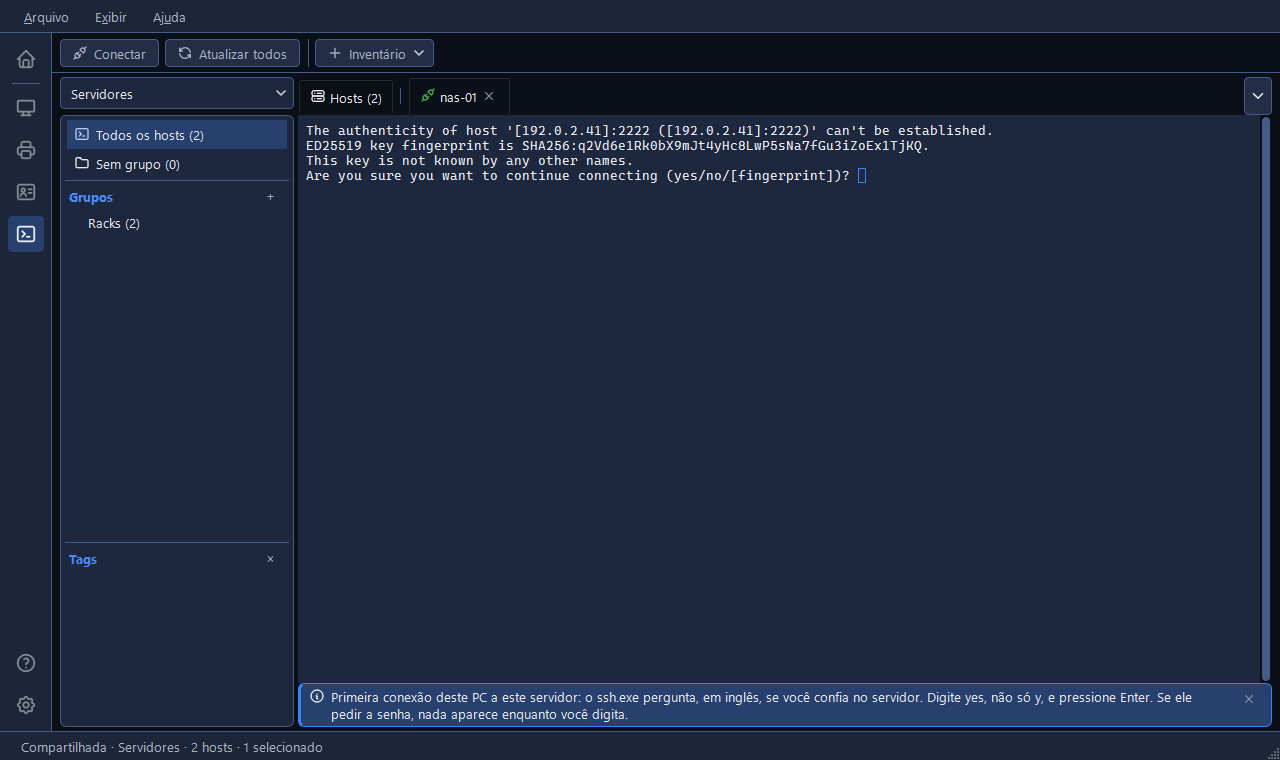 Arquivo Exibir Ajuda
Conectar Atualizar todos Inventário
Servidores
Hosts (2) nas-01
Todos os hosts (2)
Sem grupo (0)
Grupos +
Racks (2)
Tags ×
The authenticity of host '[192.0.2.41]:2222 ([192.0.2.41]:2222)' can't be established.
ED25519 key fingerprint is SHA256:q2Vd6e1Rk0bX9mJt4yHc8LwP5sNa7fGu3iZoEx1TjKQ.
This key is not known by any other names.
Are you sure you want to continue connecting (yes/no/[fingerprint])?
Primeira conexão deste PC a este servidor: o ssh.exe pergunta, em inglês, se você confia no servidor. Digite yes, não só y, e pressione Enter. Se ele
pedir a senha, nada aparece enquanto você digita.
Compartilhada · Servidores · 2 hosts · 1 selecionado